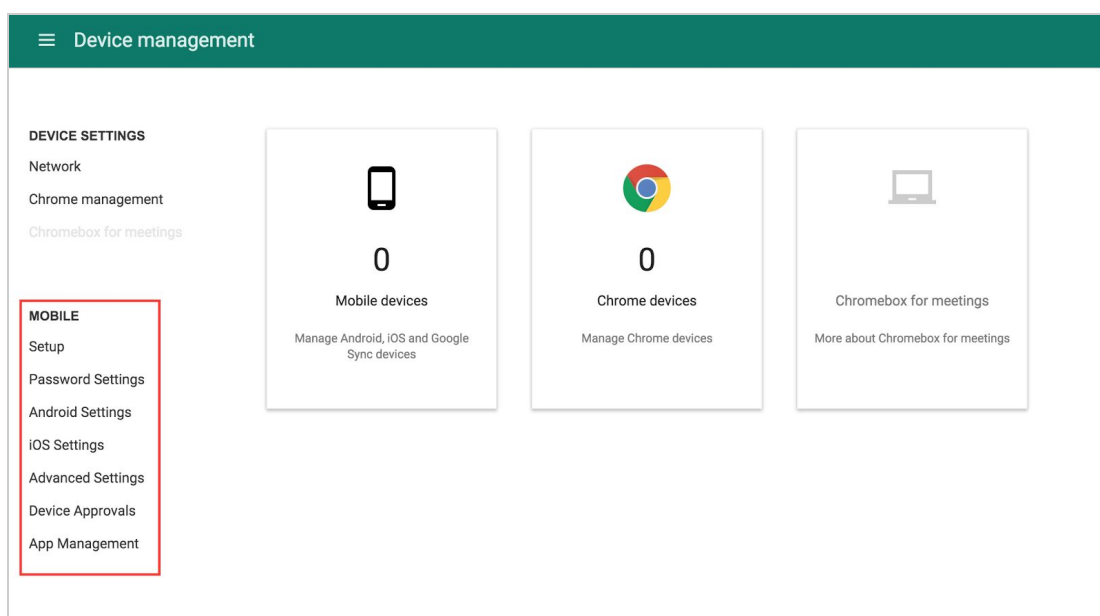 Device management
DEVICE SETTINGS
Network
Chrome management
Chromebox for meetings
MOBILE
Setup
Password Settings
Android Settings
iOS Settings
Advanced Settings
Device Approvals
App Management
0
Mobile devices
Manage Android, iOS and Google
Sync devices
0
Chrome devices
Manage Chrome devices
Chromebox for meetings
More about Chromebox for meetings